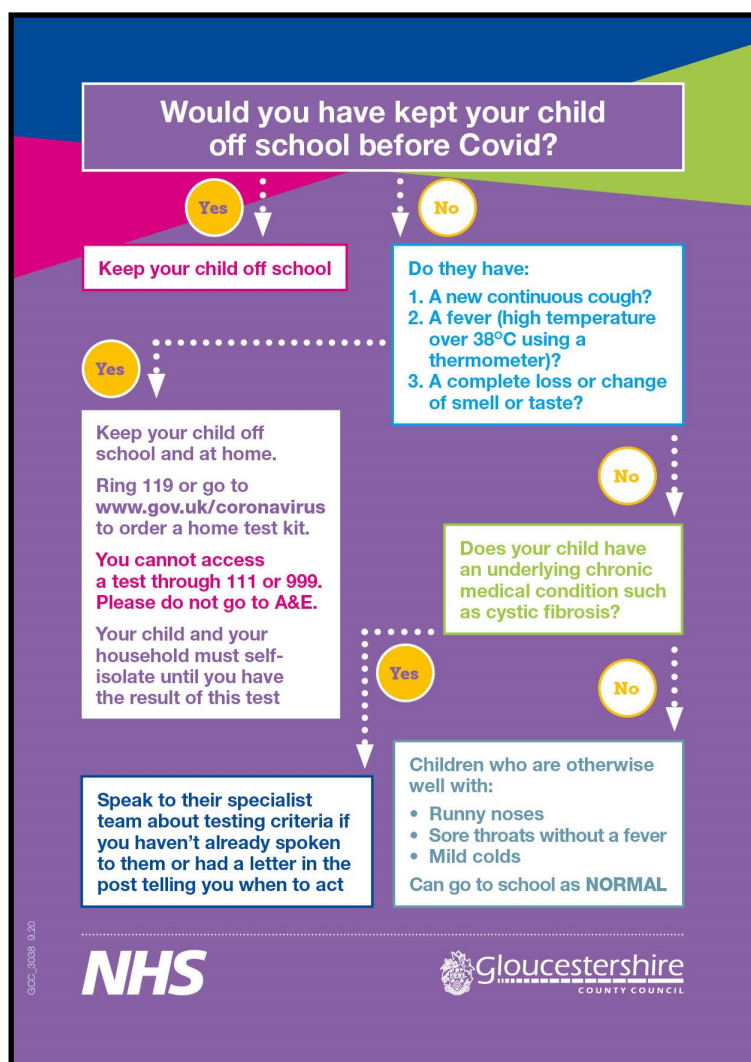 Would you have kept your child
off school before Covid?
Yes
No
Keep your child off school
Do they have:
1. A new continuous cough?
2. A fever (high temperature
over 38ºC using a
thermometer)?
3. A complete loss or change
of smell or taste?
Yes
Keep your child off
school and at home.
Ring 119 or go to
www.gov.uk/coronavirus
to order a home test kit.
You cannot access
a test through 111 or 999.
Please do not go to A&E.
Your child and your
household must self-
isolate until you have
the result of this test
No
Does your child have
an underlying chronic
medical condition such
as cystic fibrosis?
Yes
No
Speak to their specialist
team about testing criteria if
you haven’t already spoken
to them or had a letter in the
post telling you when to act
Children who are otherwise
well with:
• Runny noses
• Sore throats without a fever
• Mild colds
Can go to school as NORMAL
GCC_3038 9.20
NHS
Gloucestershire
COUNTY COUNCIL